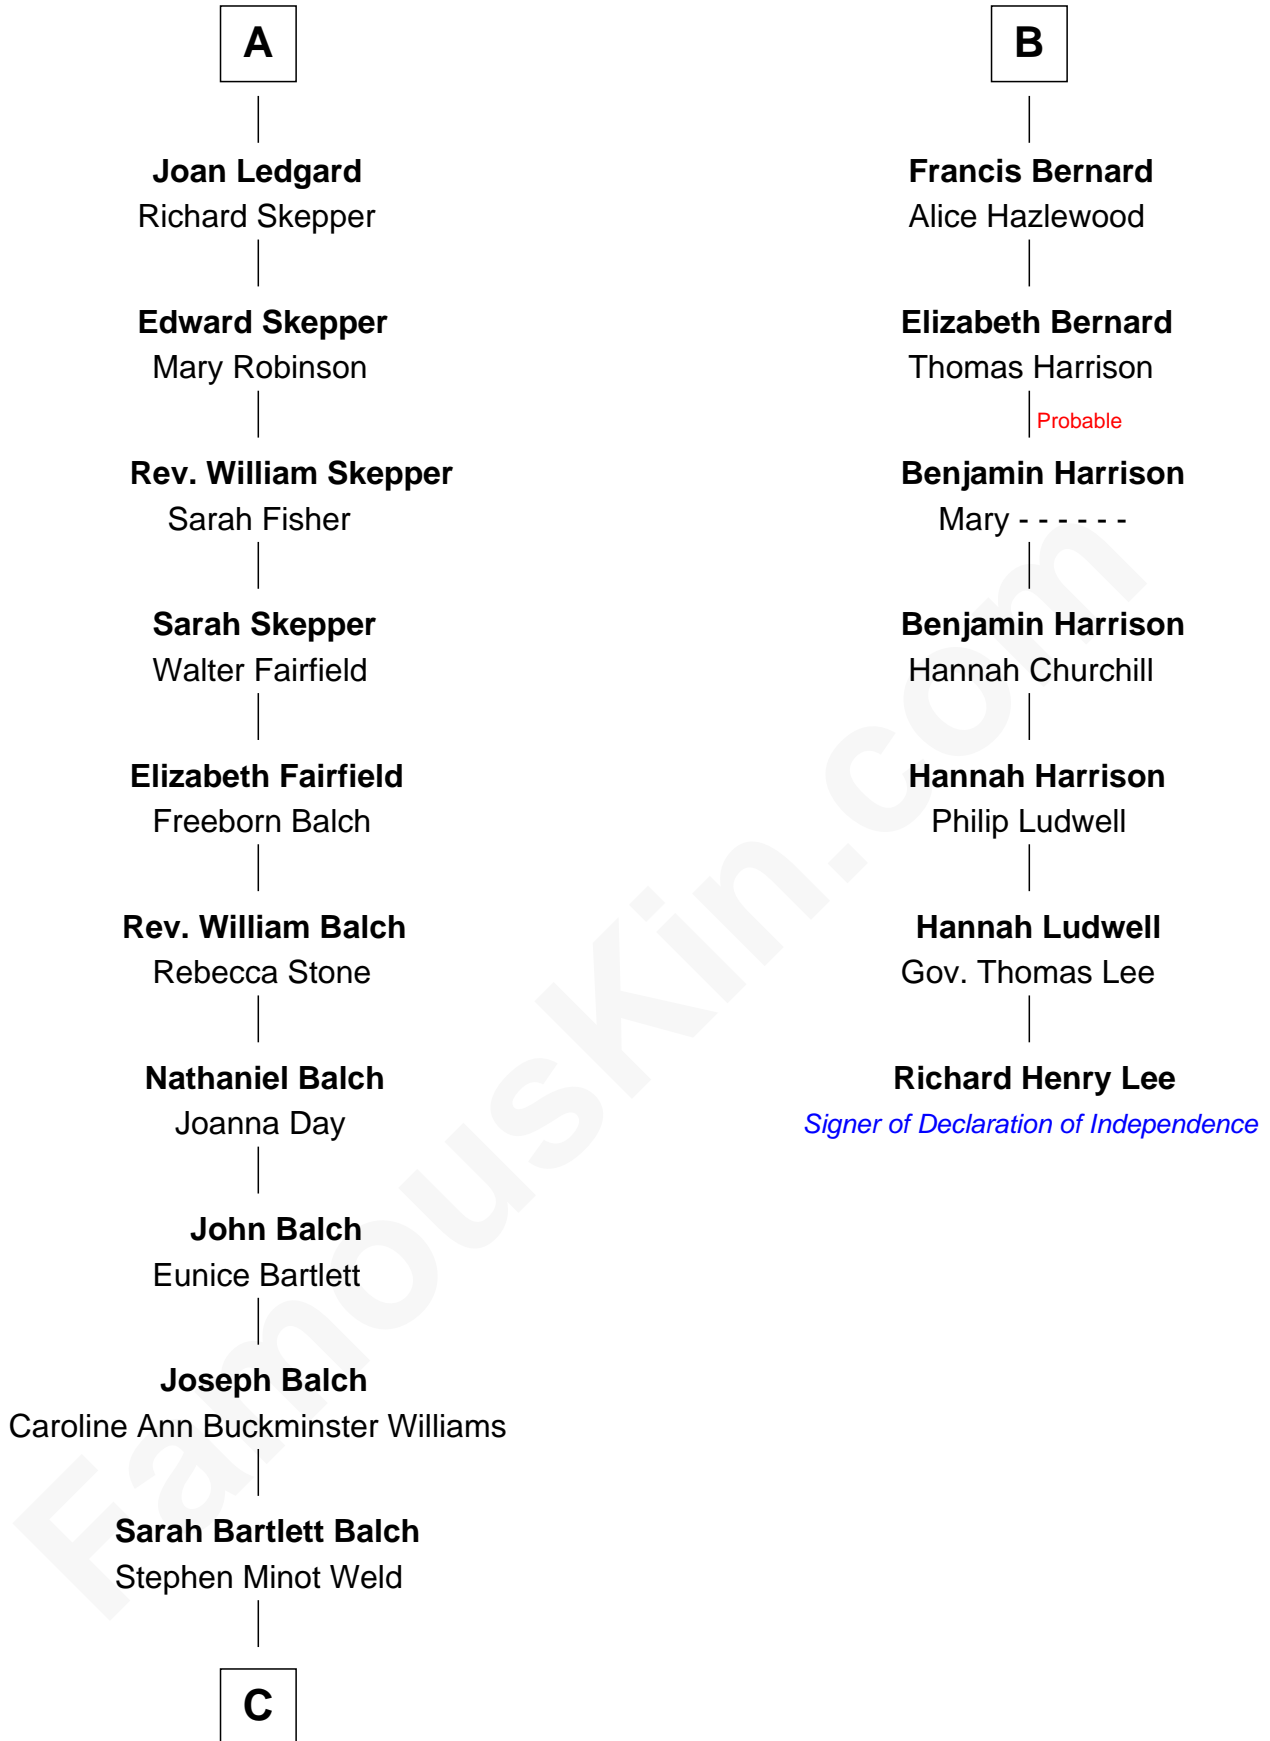 A
Joan Ledgard
Richard Skepper
Edward Skepper
Mary Robinson
Rev. William Skepper
Sarah Fisher
Sarah Skepper
Walter Fairfield
Elizabeth Fairfield
Freeborn Balch
Rev. William Balch
Rebecca Stone
Nathaniel Balch
Joanna Day
John Balch
Eunice Bartlett
Joseph Balch
Caroline Ann Buckminster Williams
Sarah Bartlett Balch
Stephen Minot Weld
C
B
Francis Bernard
Alice Hazlewood
Elizabeth Bernard
Thomas Harrison
Probable
Benjamin Harrison
Mary - - - - - -
Benjamin Harrison
Hannah Churchill
Hannah Harrison
Philip Ludwell
Hannah Ludwell
Gov. Thomas Lee
Richard Henry Lee
Signer of Declaration of Independence
FamousKin.com